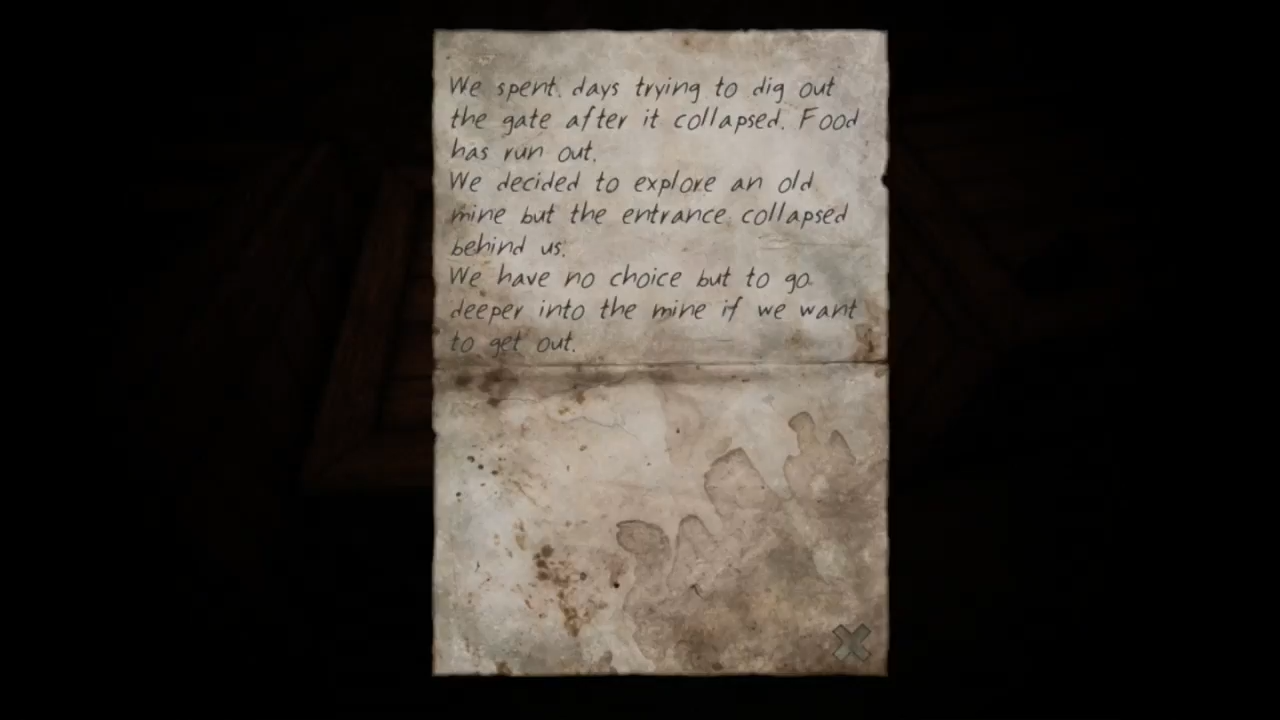 We spent days trying to dig out
the gate after it collapsed. Food
has run out.
We decided to explore an old
mine but the entrance collapsed
behind us.
We have no choice but to go
deeper into the mine if we want
to get out.